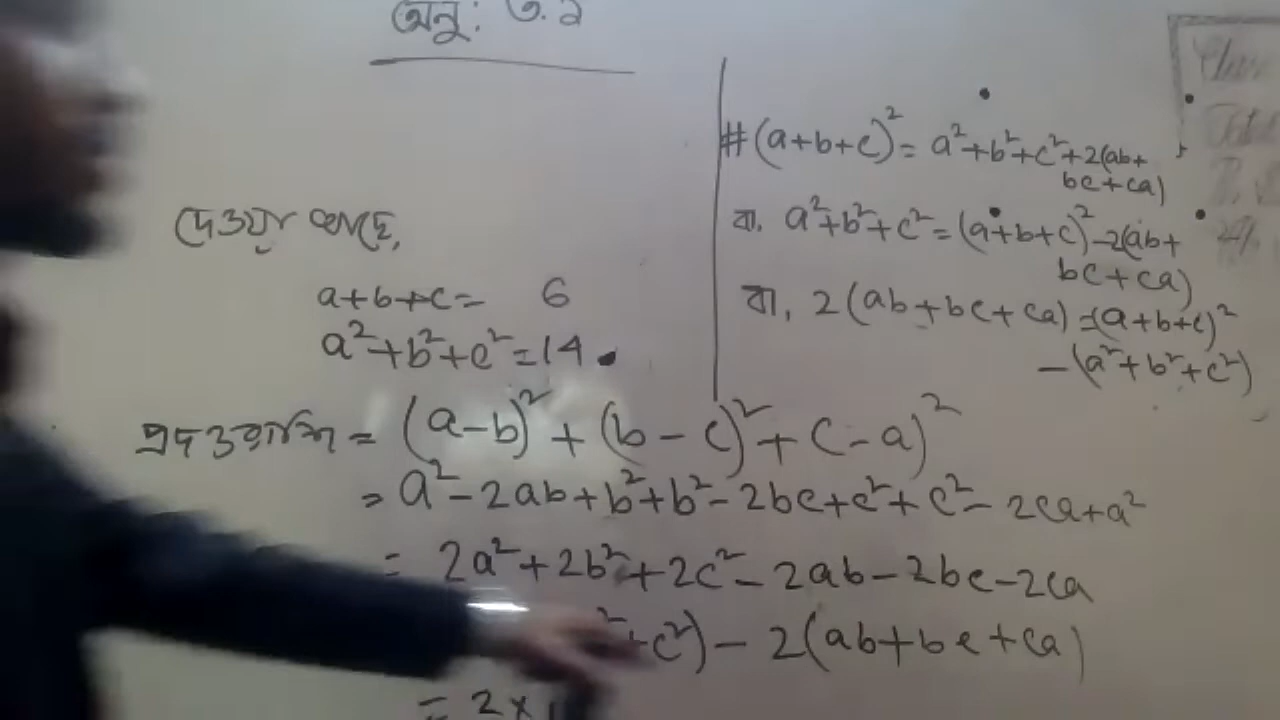 অনু: ৩.১
দেওয়া আছে,
a+b+c = 6
a²+b²+c² = 14
প্রদত্ত রাশি = (a-b)² + (b-c)² + c-a)²
= a² - 2ab + b² + b² - 2bc + c² + c² - 2ca + a²
= 2a² + 2b² + 2c² - 2ab - 2bc - 2ca
² + c²) - 2(ab+bc+ca)
= 2×
# (a+b+c)² = a²+b²+c²+2(ab+
bc+ca)
বা, a²+b²+c² = (a+b+c)² - 2(ab+
bc+ca)
বা, 2(ab+bc+ca) = (a+b+c)²
- (a²+b²+c²)